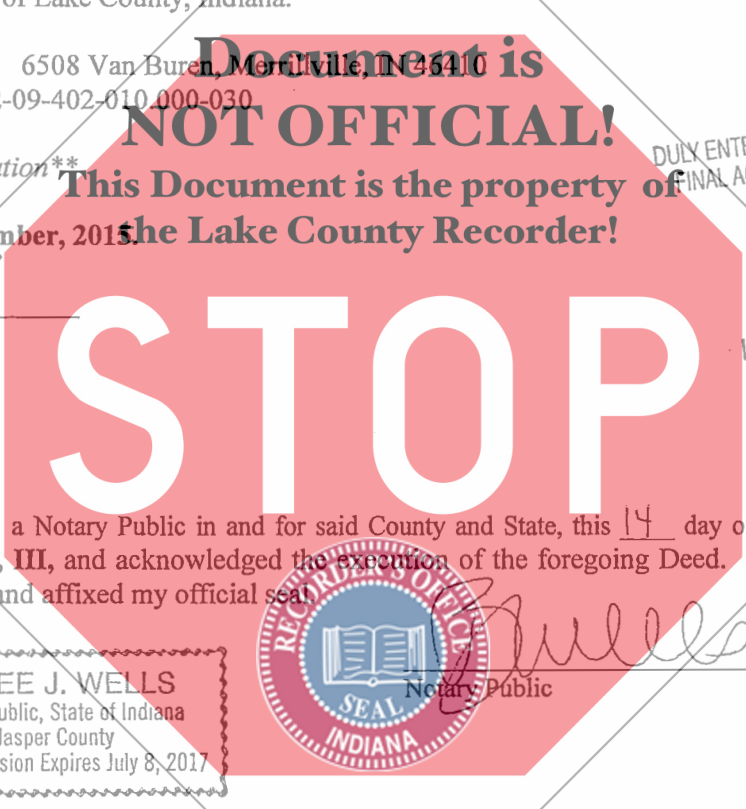 of Lake County, Indiana.
Document is
6508 Van Buren, Merrillville, IN 46410
-09-402-010.000-030
NOT OFFICIAL!
DULY ENTE
ation**
This Document is the property of
FINAL AC
mber, 2015.
the Lake County Recorder!
STOP
a Notary Public in and for said County and State, this 14 day o
, III, and acknowledged the execution of the foregoing Deed.
and affixed my official seal.
RECORDER'S OFFICE
SEAL
INDIANA
Notary Public
EE J. WELLS
ublic, State of Indiana
Jasper County
sion Expires July 8, 2017